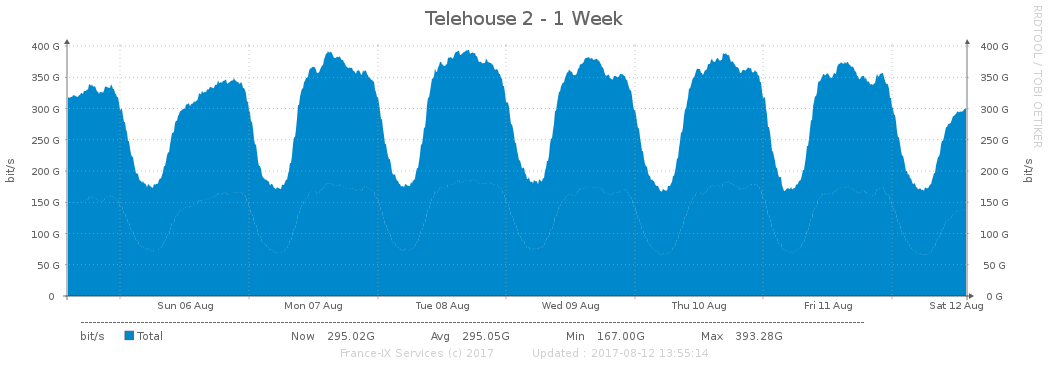 Telehouse 2 - 1 Week
RRDTOOL / TOBI OETIKER
400 G 400 G
350 G 350 G
300 G 300 G
250 G 250 G
200 G 200 G
150 G 150 G
100 G 100 G
50 G 50 G
0 0 G
bit/s bit/s
Sun 06 Aug Mon 07 Aug Tue 08 Aug Wed 09 Aug Thu 10 Aug Fri 11 Aug Sat 12 Aug
bit/s Total Now 295.02G Avg 295.05G Min 167.00G Max 393.28G
France-IX Services (c) 2017 Updated : 2017-08-12 13:55:14